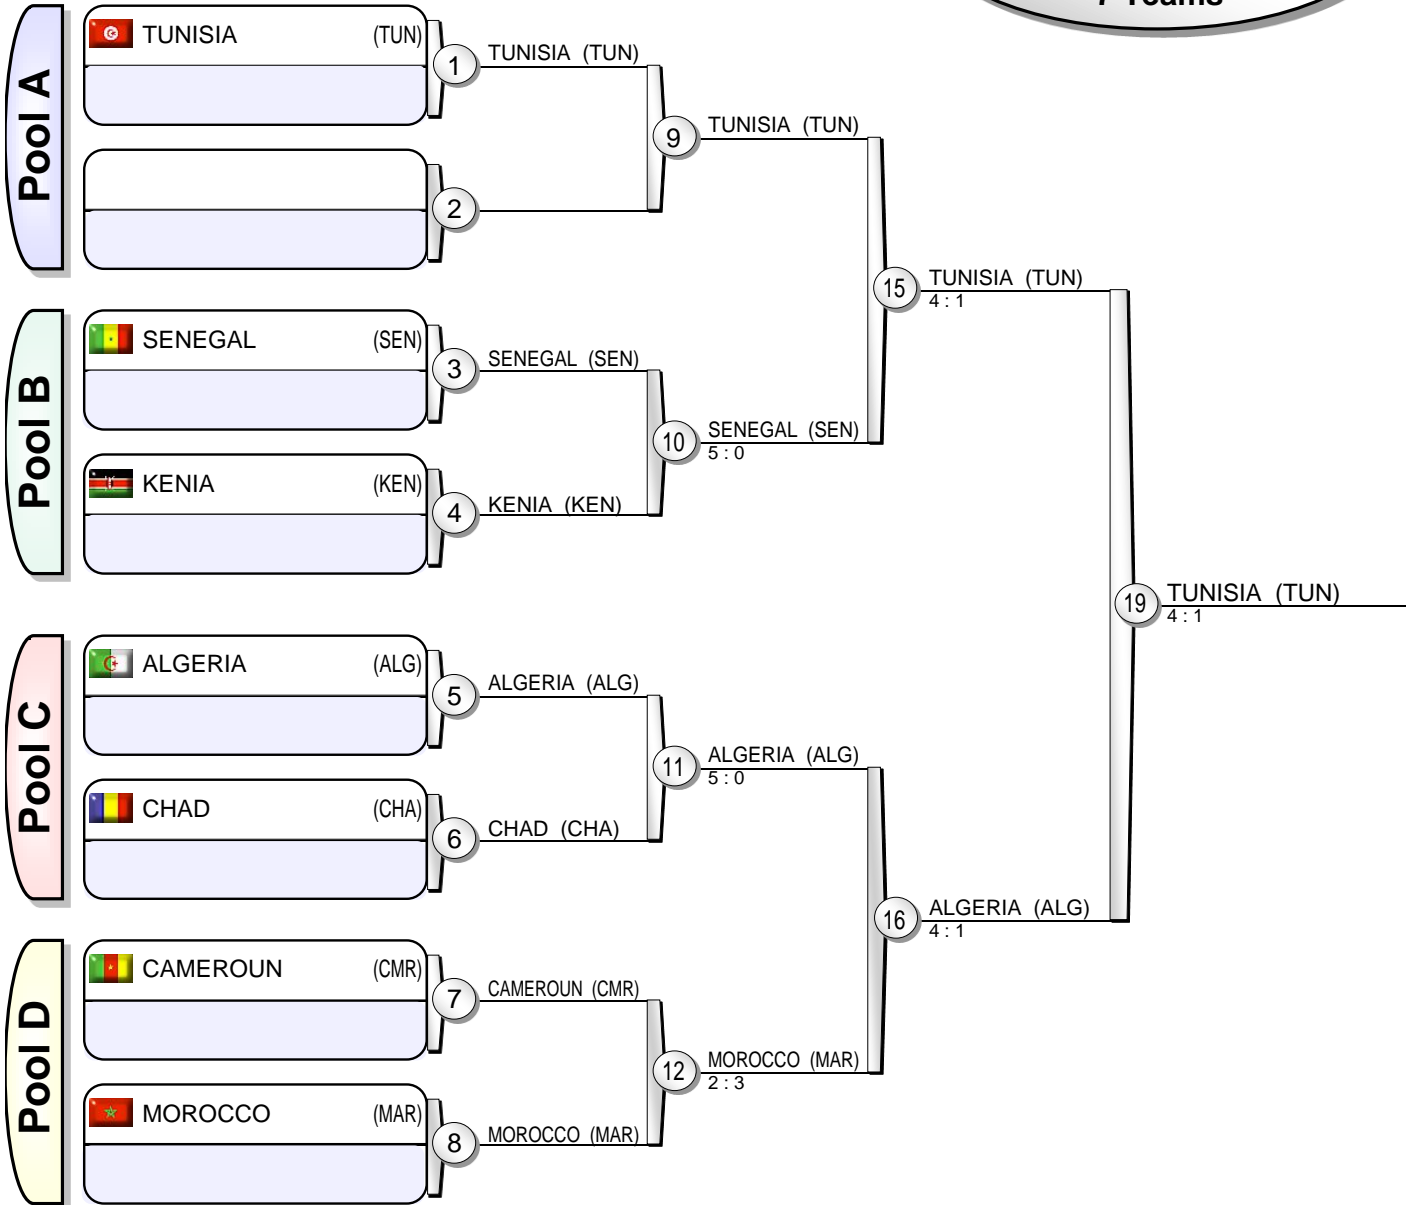 7 Teams
Pool A
TUNISIA (TUN)
1
TUNISIA (TUN)
2
9
TUNISIA (TUN)
15
TUNISIA (TUN)
4 : 1
Pool B
SENEGAL (SEN)
3
SENEGAL (SEN)
10
SENEGAL (SEN)
5 : 0
KENIA (KEN)
4
KENIA (KEN)
19
TUNISIA (TUN)
4 : 1
Pool C
ALGERIA (ALG)
5
ALGERIA (ALG)
11
ALGERIA (ALG)
5 : 0
CHAD (CHA)
6
CHAD (CHA)
16
ALGERIA (ALG)
4 : 1
Pool D
CAMEROUN (CMR)
7
CAMEROUN (CMR)
12
MOROCCO (MAR)
2 : 3
MOROCCO (MAR)
8
MOROCCO (MAR)